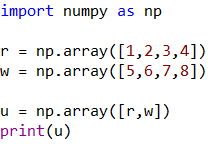 import numpy as np
r = np.array([1,2,3,4])
w = np.array([5,6,7,8])
u = np.array([r,w])
print(u)